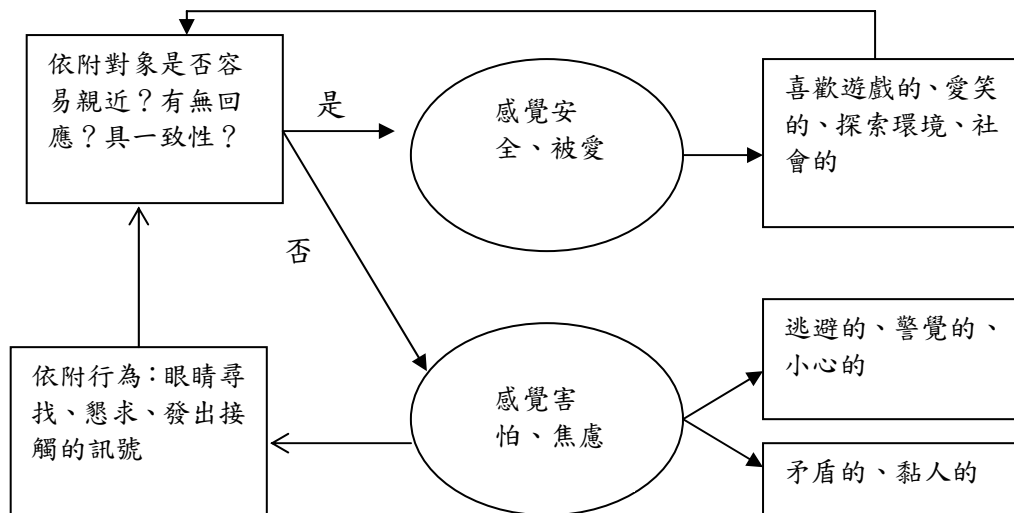 依附對象是否容
易親近？有無回
應？具一致性？
是
感覺安
全、被愛
喜歡遊戲的、愛笑
的、探索環境、社
會的
否
依附行為：眼睛尋
找、懇求、發出接
觸的訊號
感覺害
怕、焦慮
逃避的、警覺的、
小心的
矛盾的、黏人的